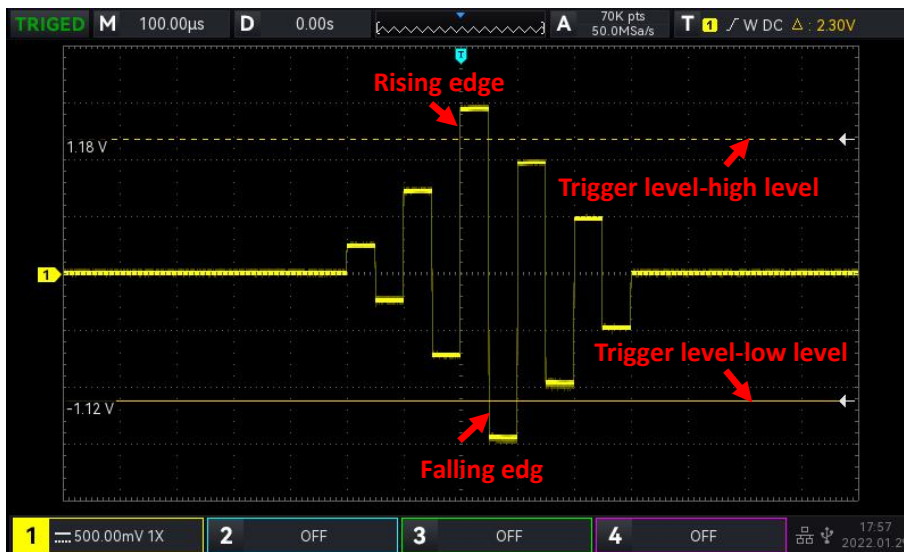 TRIGED M 100.00μs D 0.00s A 70K pts 50.0MSa/s T 1 W DC △ : 2.30V
T
Rising edge
1.18 V
Trigger level-high level
1
Trigger level-low level
-1.12 V
Falling edg
1 500.00mV 1X 2 OFF 3 OFF 4 OFF 17:57
2022.01.29